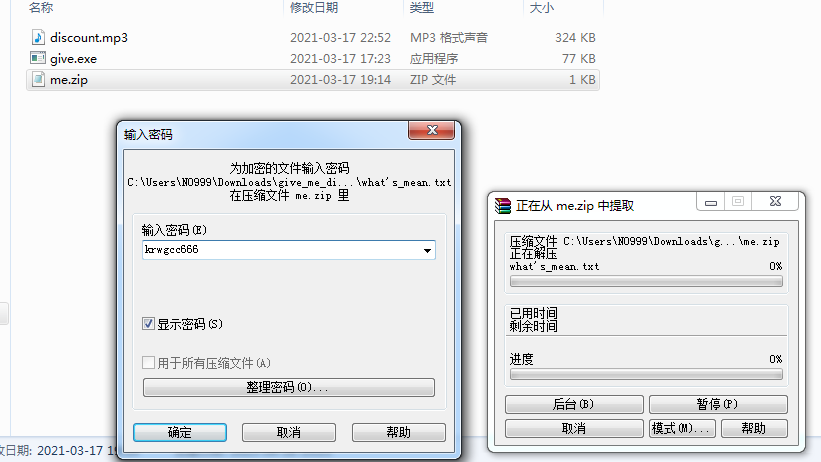 名称 修改日期 类型 大小
discount.mp3 2021-03-17 22:52 MP3 格式声音 324 KB
give.exe 2021-03-17 17:23 应用程序 77 KB
me.zip 2021-03-17 19:14 ZIP 文件 1 KB
输入密码
为加密的文件输入密码
C:\Users\NO999\Downloads\give_me_di...\what's_mean.txt
在压缩文件 me.zip 里
输入密码(E)
krwgcc666
显示密码(S)
用于所有压缩文件(A)
整理密码(O)...
确定 取消 帮助
正在从 me.zip 中提取
压缩文件 C:\Users\NO999\Downloads\g...\me.zip
正在解压
what's_mean.txt 0%
已用时间
剩余时间
进度 0%
后台(B) 暂停(P)
取消 模式(M)... 帮助
改日期: 2021-03-17